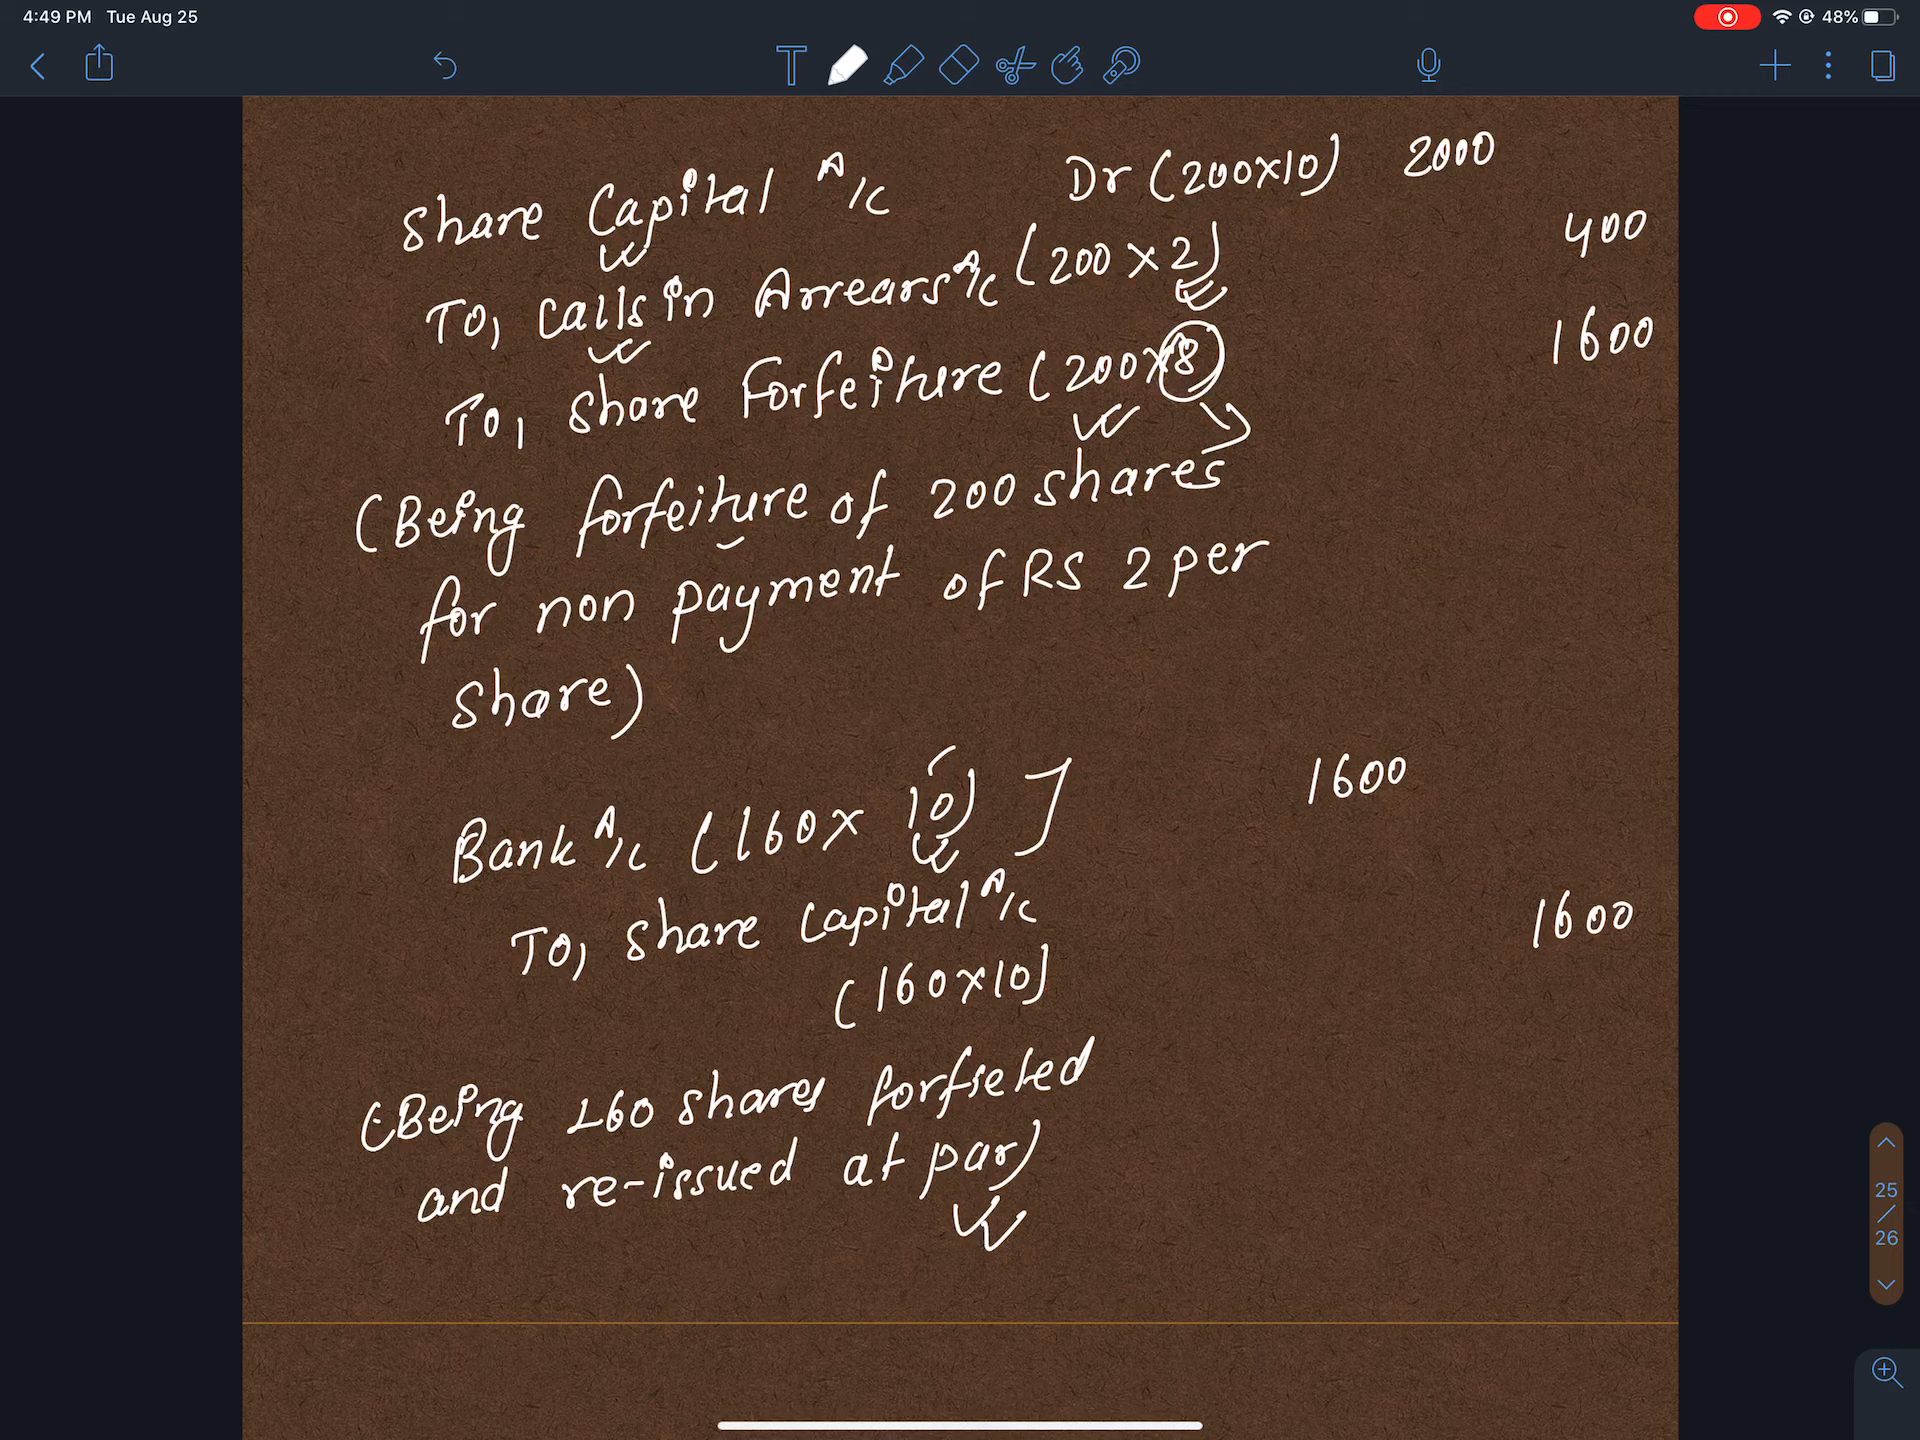 4:49 PM Tue Aug 25
48%
Share Capital A/c Dr (200x10) 2000
To, Calls in Arrears A/c (200 x 2) 400
To, Share Forfeiture (200x8) 1600
(Being forfeiture of 200 shares
for non payment of RS 2 per
share)
Bank A/c (160x 10) ] 1600
To, Share Capital A/c 1600
(160x10)
(Being 160 shares forfieted
and re-issued at par)
25
/
26